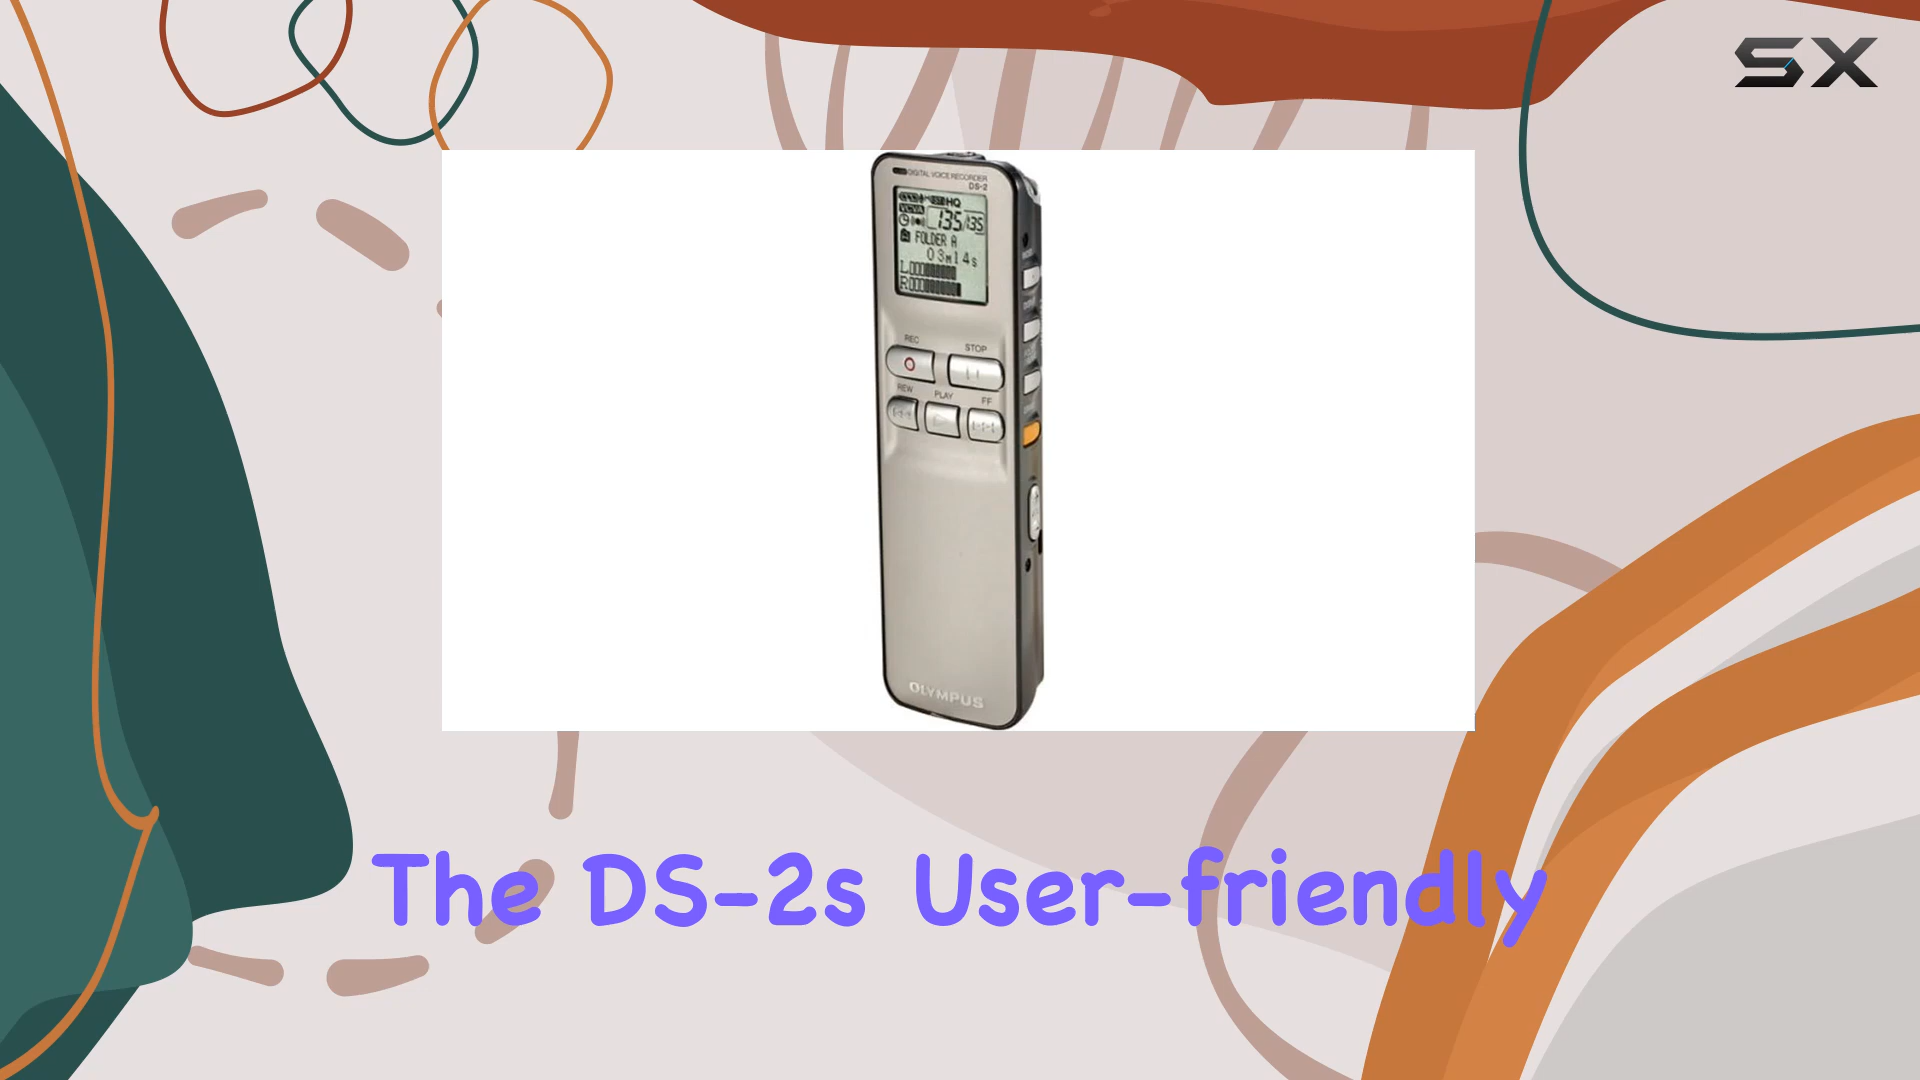 SX
DIGITAL VOICE RECORDER
DS-2
HQ
VCVA
135/135
FOLDER A
03M14s
L
R
REC
STOP
REW PLAY FF
OLYMPUS
The DS-2s User-friendly